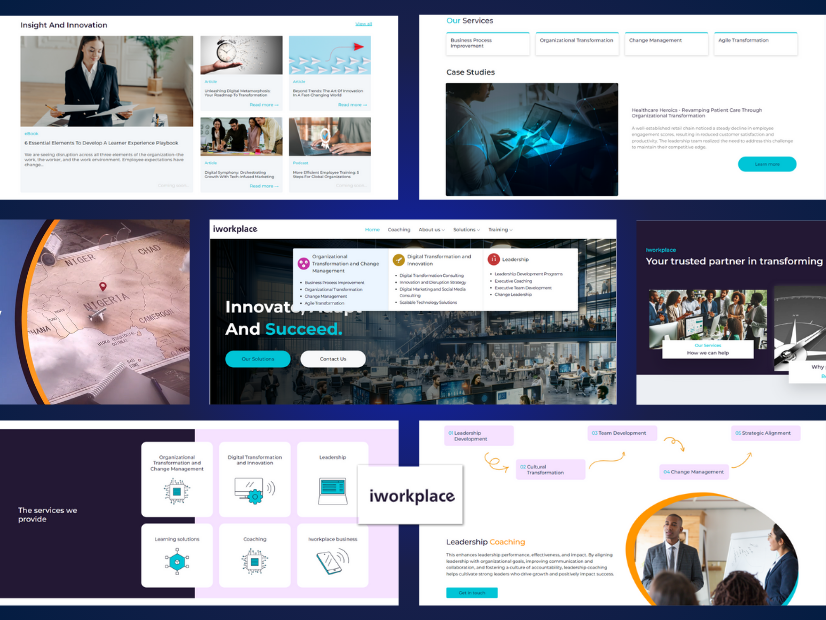 Insight And Innovation
View All
eBook
6 Essential Elements To Develop A Learner Experience Playbook
We are seeing disruption across all three elements of the organization: the
work, the worker, and the work environment. Employee expectations have
change...
Article
Unleashing Digital Metamorphosis:
Your Roadmap To Transformation
Read more
Article
Beyond Trends: The Art Of Innovation
In A Fast-Changing World
Read more
Article
Digital Symphony: Orchestrating
Growth With Tech-Infused Marketing
Read more
Podcast
More Efficient Employee Training: 5
Steps For Global Organizations
Our Services
Business Process
Improvement
Organizational Transformation
Change Management
Agile Transformation
Case Studies
Healthcare Heroics - Revamping Patient Care Through
Organizational Transformation
A well-established retail chain noticed a steady decline in employee
engagement scores, resulting in reduced customer satisfaction and
productivity. The leadership team realized the need to address this challenge
to maintain their competitive edge.
Learn more
NIGER
CHAD
NIGERIA
GHANA
CAMEROON
iworkplace
Home
Coaching
About us
Solutions
Training
Organizational
Transformation and Change
Management
Business Process Improvement
Organizational Transformation
Change Management
Agile Transformation
Digital Transformation and
Innovation
Digital Transformation Consulting
Innovation and Disruption Strategy
Digital Marketing and Social Media
Consulting
Scalable Technology Solutions
Leadership
Leadership Development Programs
Executive Coaching
Executive Team Development
Change Leadership
Innovate,
And Succeed.
Our Solutions
Contact Us
Iworkplace
Your trusted partner in transforming
Our Services
How we can help
Why
The services we
provide
Organizational
Transformation and
Change Management
Digital Transformation
and Innovation
Leadership
Learning solutions
Coaching
Iworkplace business
iworkplace
01 Leadership
Development
02 Cultural
Transformation
03 Team Development
04 Change Management
05 Strategic Alignment
Leadership Coaching
This enhances leadership performance, effectiveness, and impact. By aligning
leadership with organizational goals, improving communication and
collaboration, and fostering a culture of accountability, leadership coaching
helps cultivate strong leaders who drive growth and positively impact success.
Get in touch